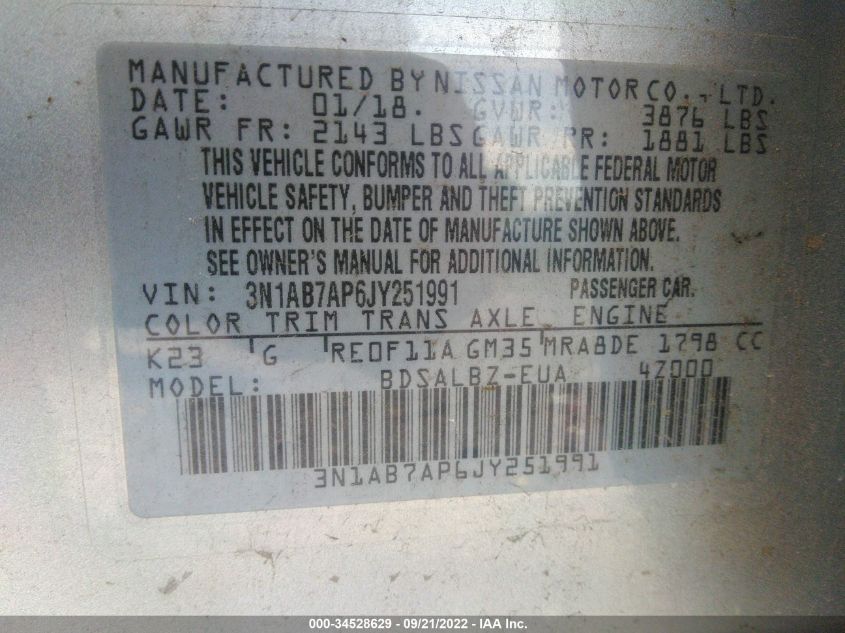 MANUFACTURED BY NISSAN MOTOR CO., LTD.
DATE: 01/18. GVWR: 3876 LBS
GAWR FR: 2143 LBS GAWR RR: 1881 LBS
THIS VEHICLE CONFORMS TO ALL APPLICABLE FEDERAL MOTOR
VEHICLE SAFETY, BUMPER AND THEFT PREVENTION STANDARDS
IN EFFECT ON THE DATE OF MANUFACTURE SHOWN ABOVE.
SEE OWNER'S MANUAL FOR ADDITIONAL INFORMATION.
VIN: 3N1AB7AP6JY251991 PASSENGER CAR.
COLOR TRIM TRANS AXLE ENGINE
K23 G RE0F11A GM35 MRA8DE 1798 CC
MODEL: BDSALBZ-EUA 4Z000
3N1AB7AP6JY251991
000-34528629 - 09/21/2022 - IAA Inc.